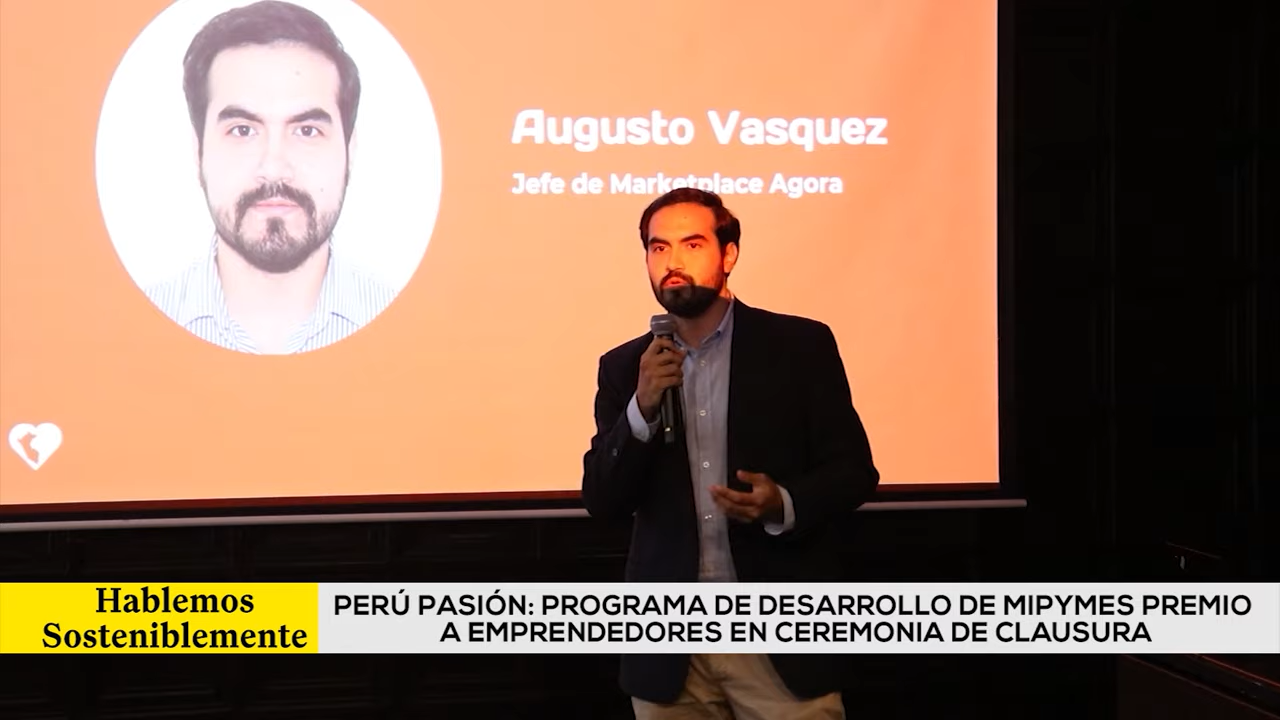 Augusto Vasquez
Jefe de Marketplace Agora
Hablemos
Sosteniblemente
PERÚ PASIÓN: PROGRAMA DE DESARROLLO DE MIPYMES PREMIO
A EMPRENDEDORES EN CEREMONIA DE CLAUSURA